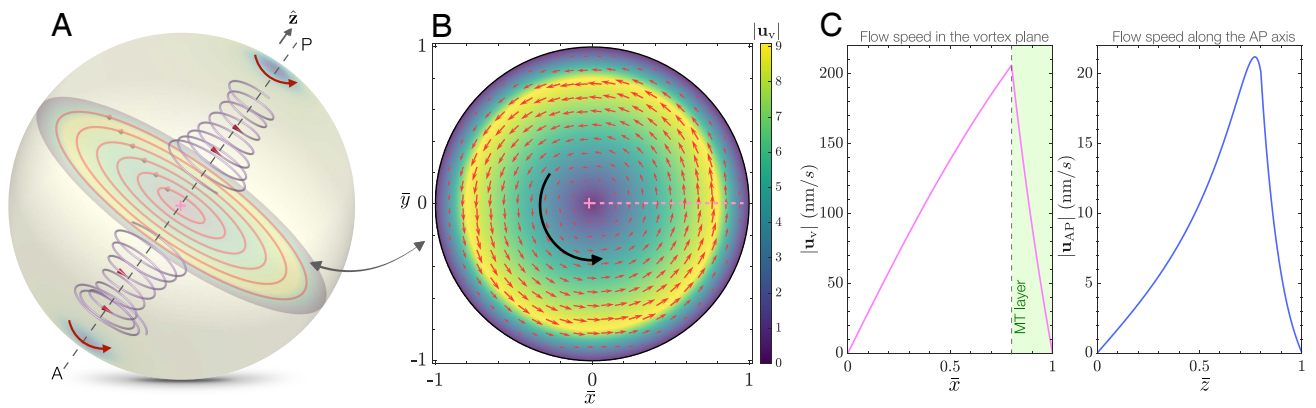 A
ẑ
P
A
B
|u_v|
1
ȳ
0
-1
-1
0
1
x̄
9
8
7
6
5
4
3
2
1
0
C
Flow speed in the vortex plane
200
150
100
50
0
|u_v| (nm/s)
MT layer
0
0.5
1
x̄
Flow speed along the AP axis
20
15
10
5
0
|u_AP| (nm/s)
0
0.5
1
z̄